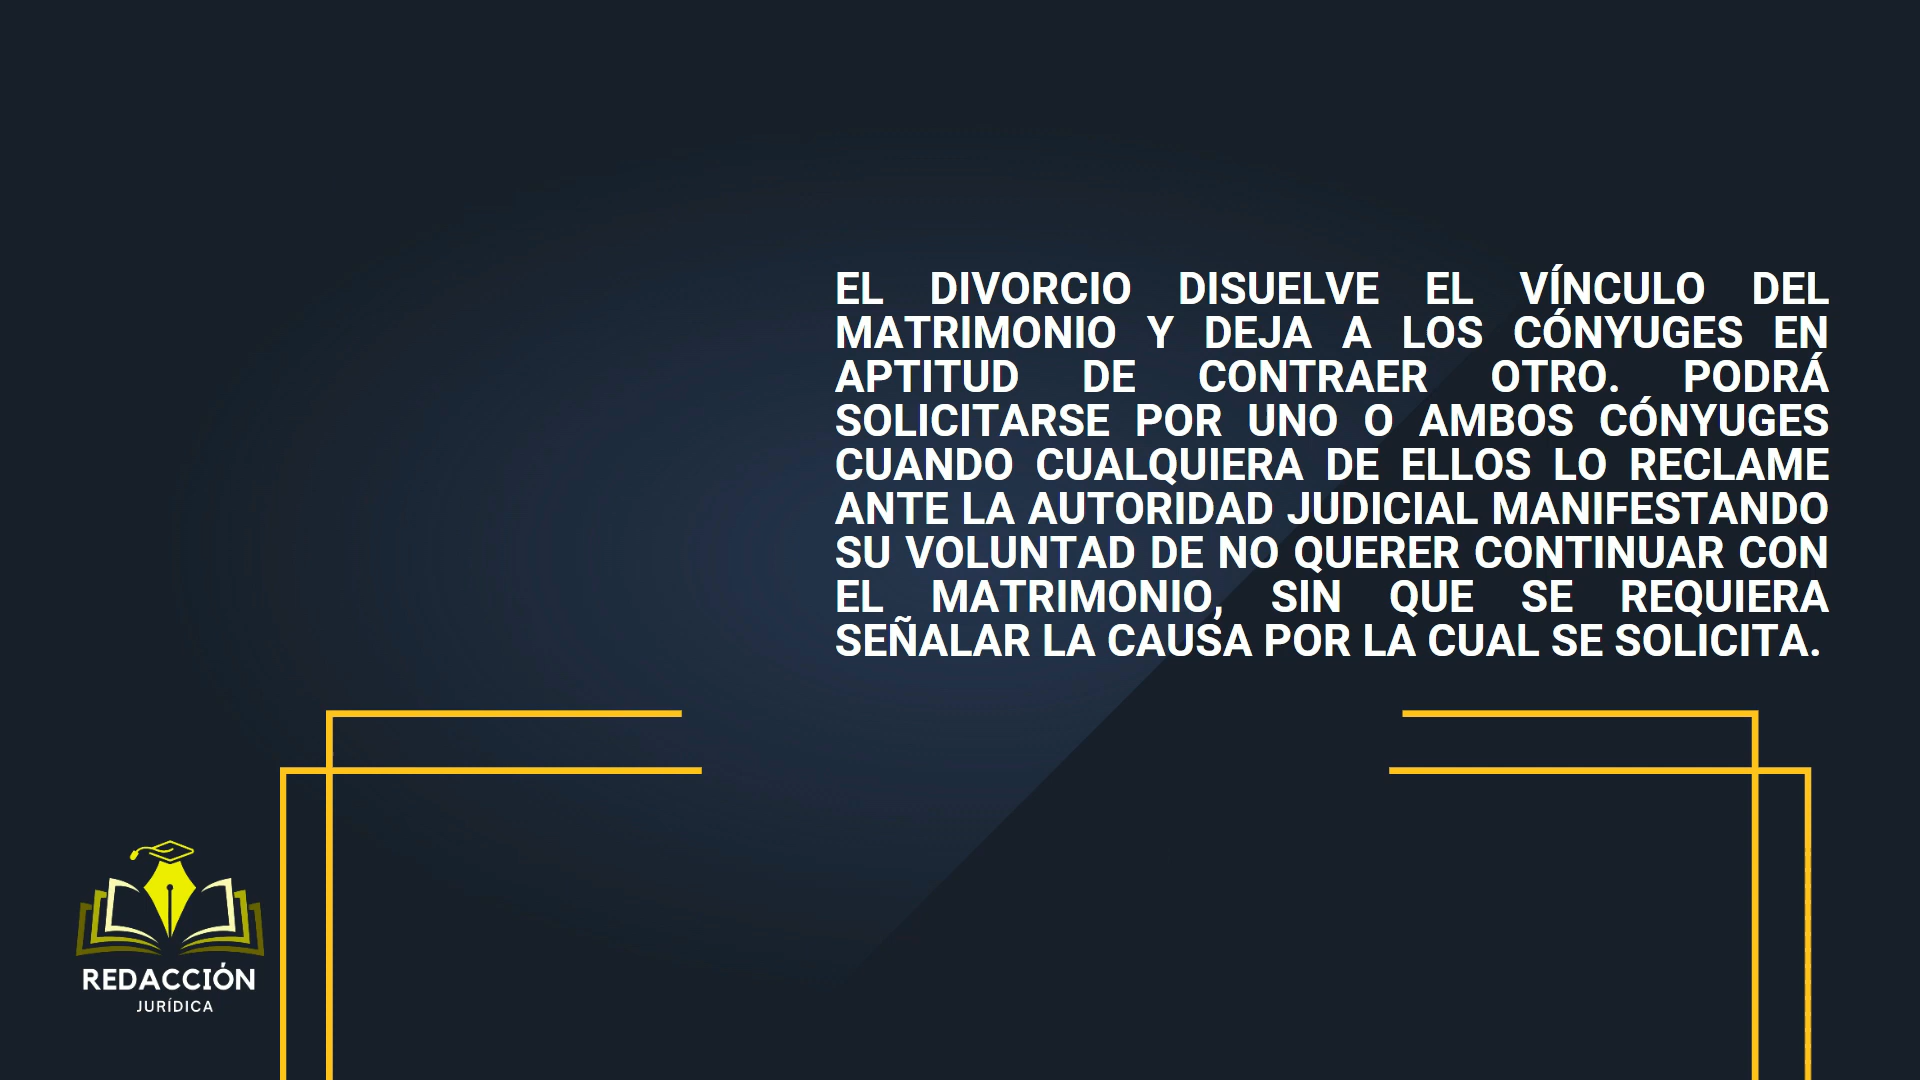 EL DIVORCIO DISUELVE EL VÍNCULO DEL
MATRIMONIO Y DEJA A LOS CÓNYUGES EN
APTITUD DE CONTRAER OTRO. PODRÁ
SOLICITARSE POR UNO O AMBOS CÓNYUGES
CUANDO CUALQUIERA DE ELLOS LO RECLAME
ANTE LA AUTORIDAD JUDICIAL MANIFESTANDO
SU VOLUNTAD DE NO QUERER CONTINUAR CON
EL MATRIMONIO, SIN QUE SE REQUIERA
SEÑALAR LA CAUSA POR LA CUAL SE SOLICITA.
REDACCIÓN
JURÍDICA